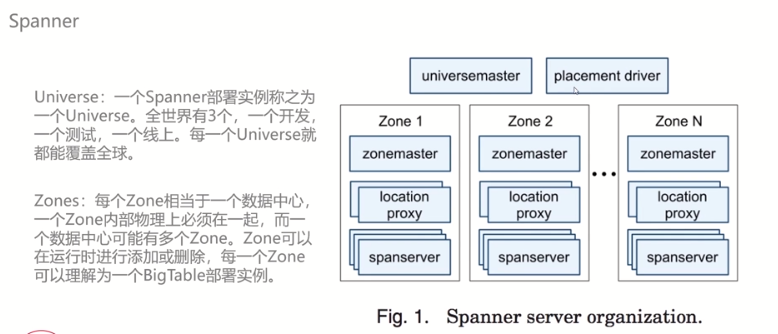 Spanner
Universe：一个Spanner部署实例称之为
一个Universe。全世界有3个，一个开发，
一个测试，一个线上。每一个Universe就
都能覆盖全球。
Zones：每个Zone相当于一个数据中心，
一个Zone内部物理上必须在一起，而一
个数据中心可能有多个Zone。Zone可以
在运行时进行添加或删除，每一个Zone
可以理解为一个BigTable部署实例。
universemaster
placement driver
Zone 1
zonemaster
location
proxy
spanserver
Zone 2
zonemaster
location
proxy
spanserver
...
Zone N
zonemaster
location
proxy
spanserver
Fig. 1. Spanner server organization.